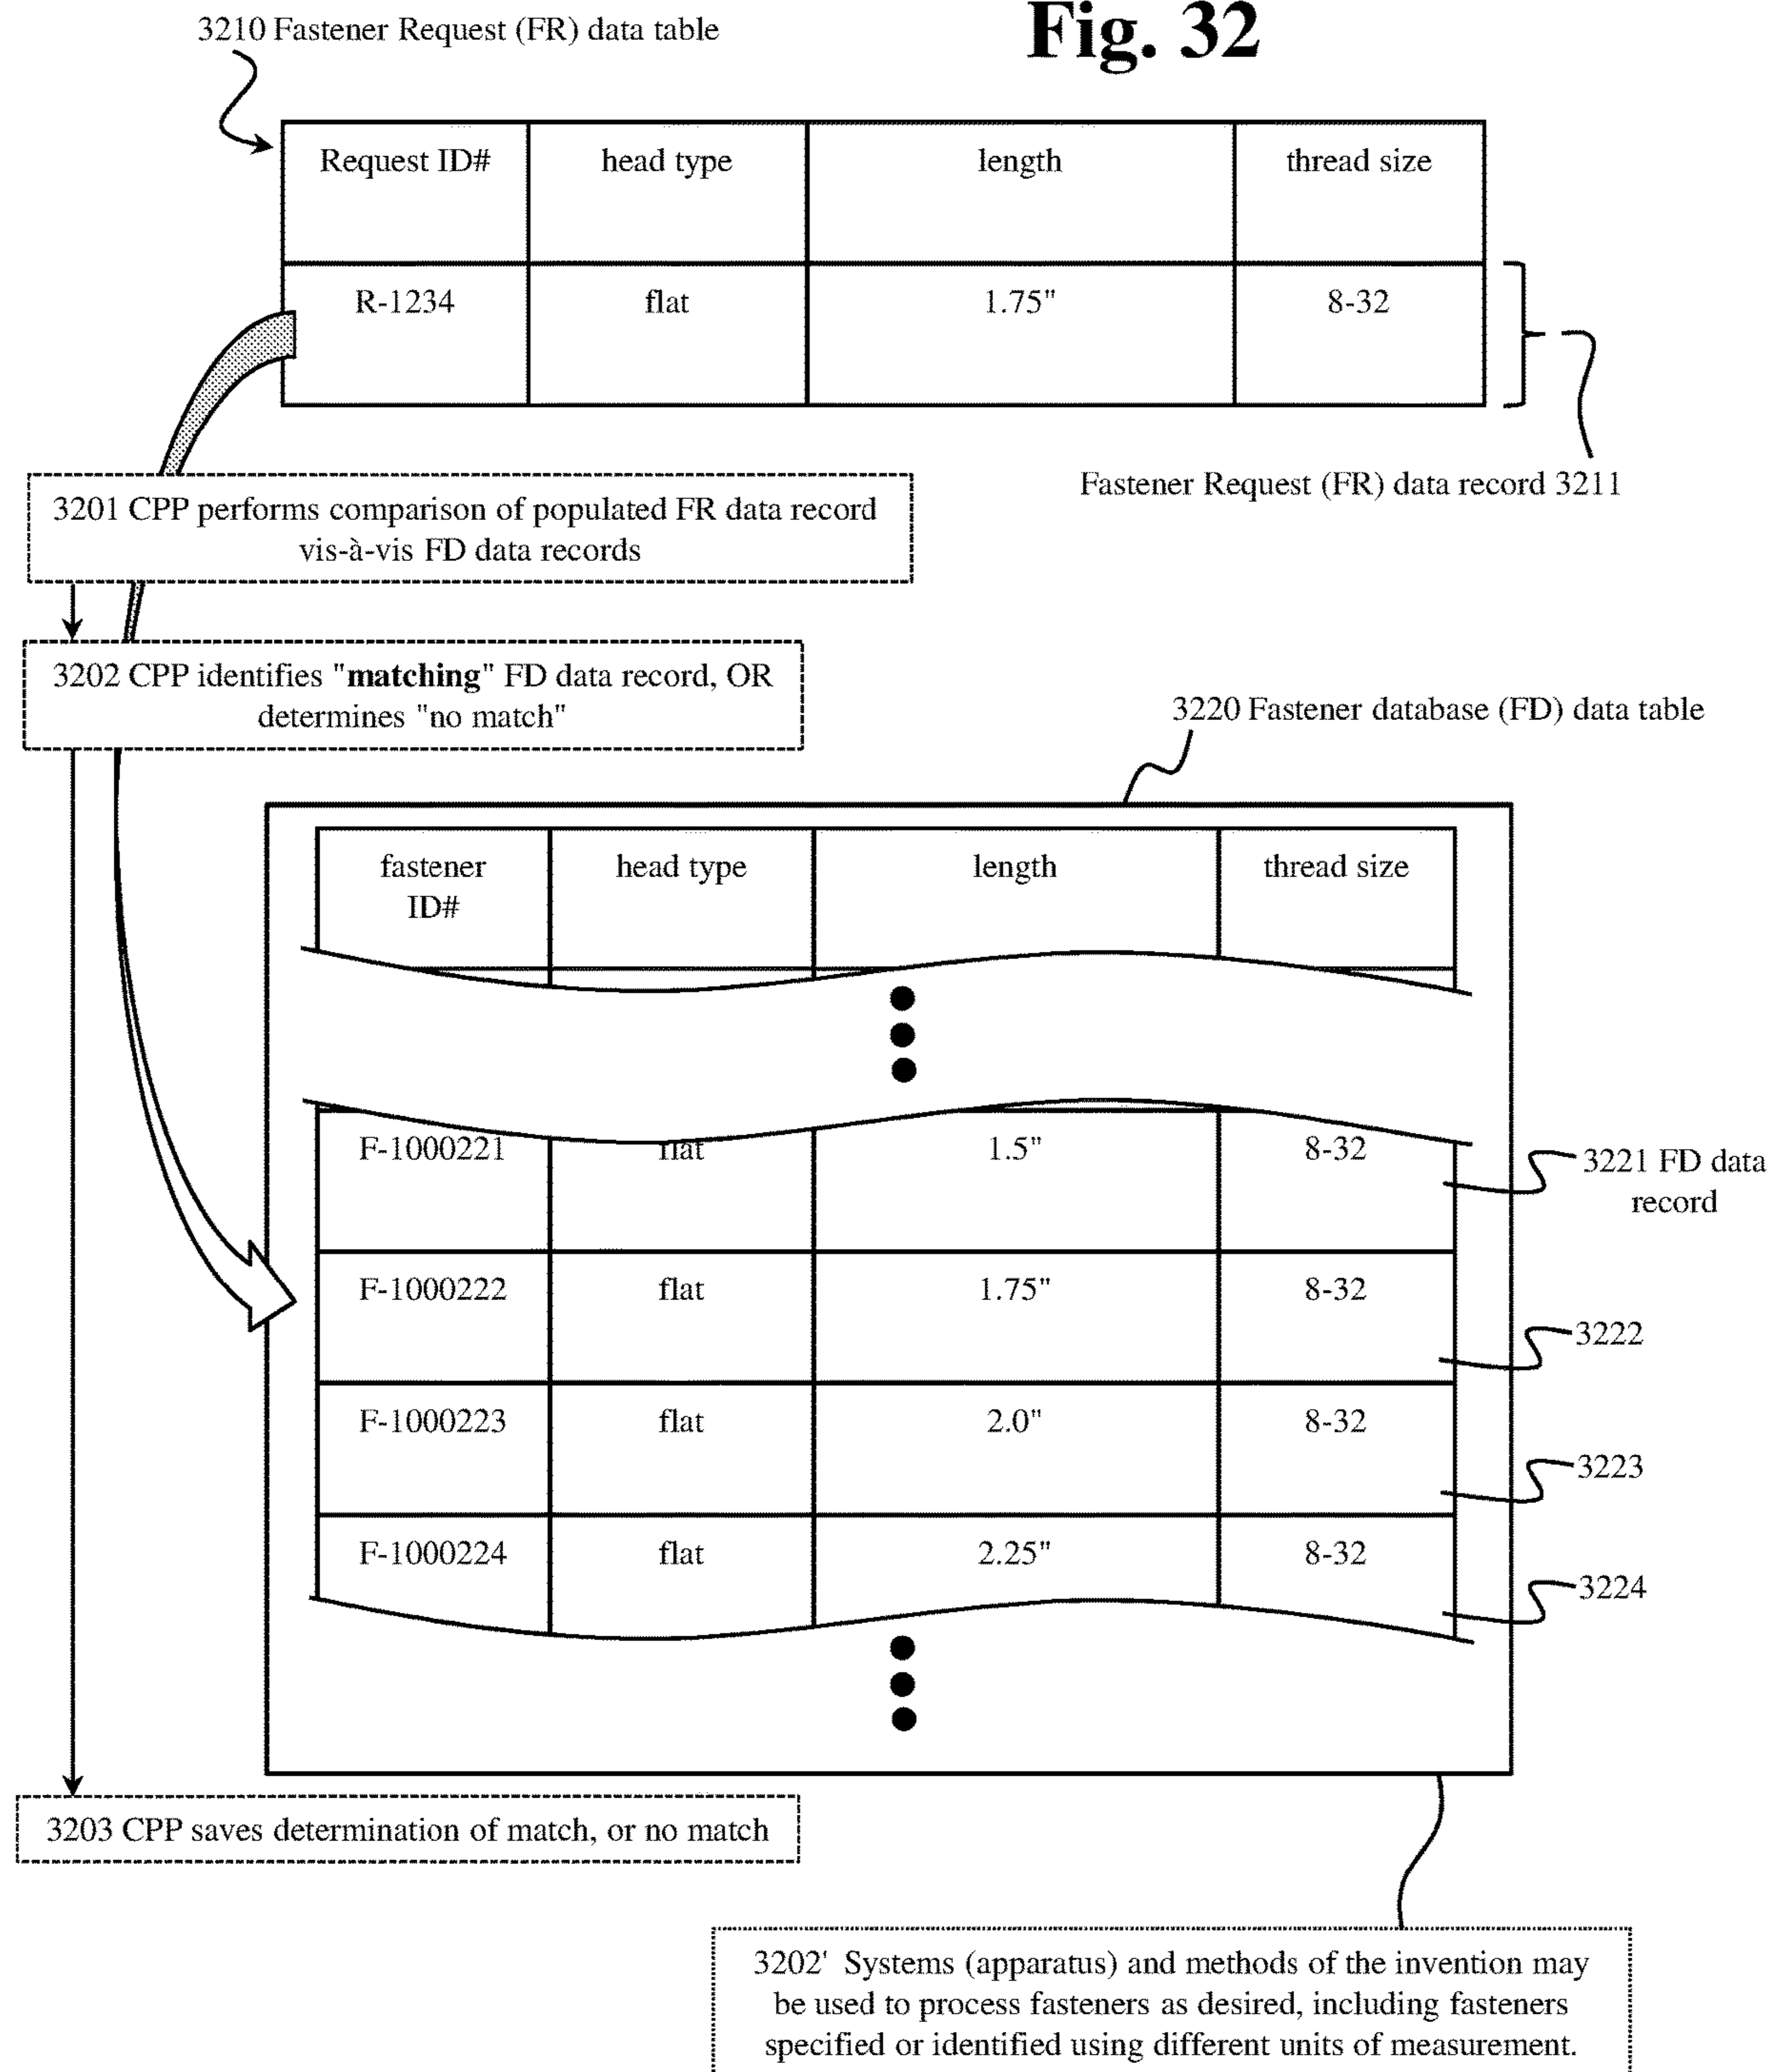 Fig. 32
3210 Fastener Request (FR) data table
Request ID# head type length thread size
R-1234 flat 1.75" 8-32
Fastener Request (FR) data record 3211
3201 CPP performs comparison of populated FR data record
vis-à-vis FD data records
3202 CPP identifies "matching" FD data record, OR
determines "no match"
3220 Fastener database (FD) data table
fastener head type length thread size
ID#
F-1000221 flat 1.5" 8-32
3221 FD data
record
F-1000222 flat 1.75" 8-32
3222
F-1000223 flat 2.0" 8-32
3223
F-1000224 flat 2.25" 8-32
3224
3203 CPP saves determination of match, or no match
3202' Systems (apparatus) and methods of the invention may
be used to process fasteners as desired, including fasteners
specified or identified using different units of measurement.